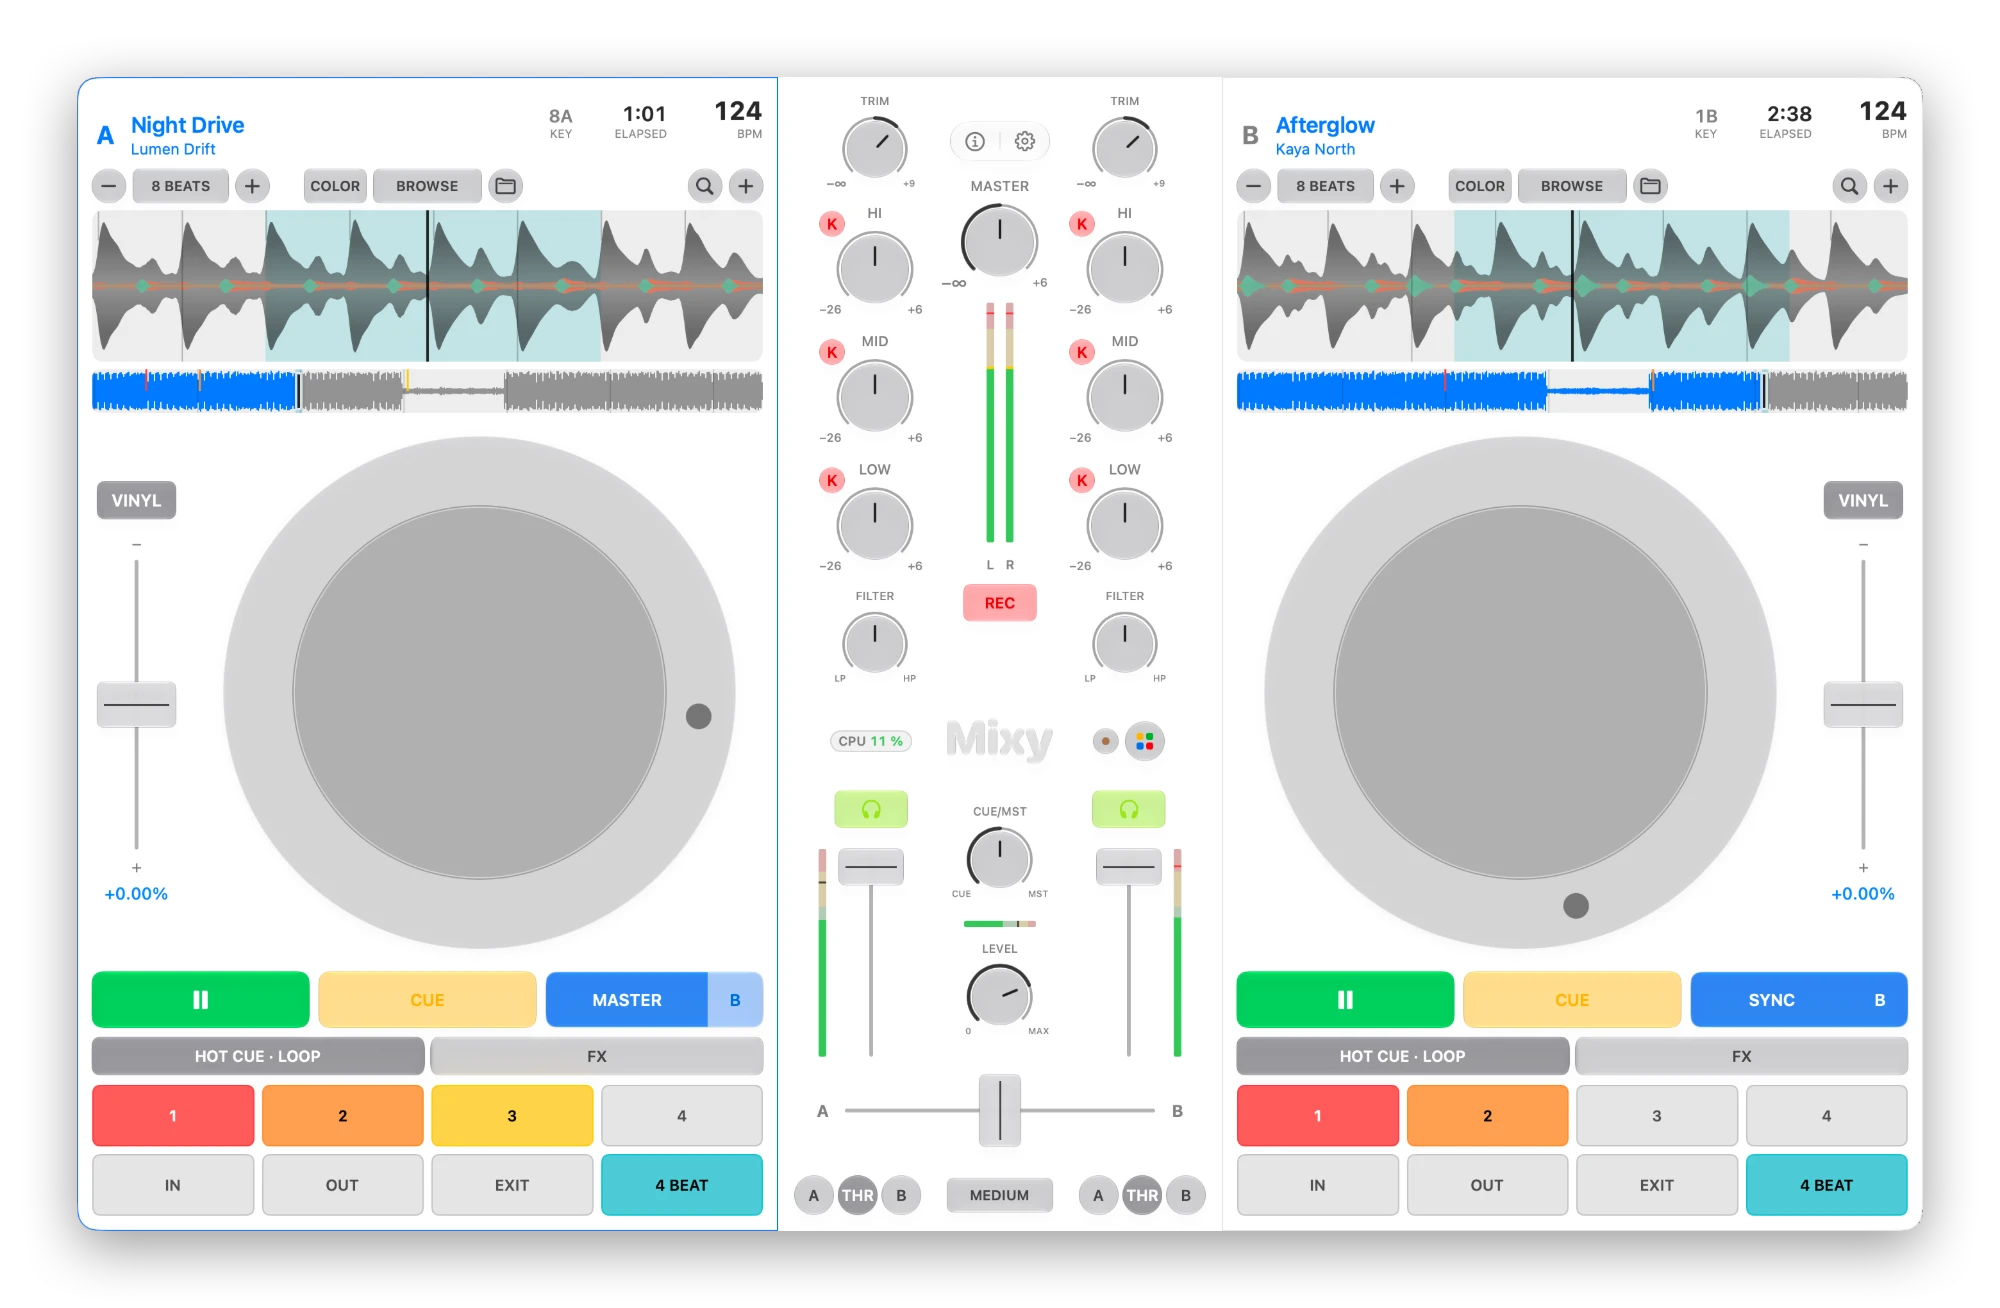 A
Night Drive
Lumen Drift
8A
KEY
1:01
ELAPSED
124
BPM
− 8 BEATS +
COLOR
BROWSE
+
VINYL
−
+
+0.00%
CUE
MASTER B
HOT CUE · LOOP
FX
1 2 3 4
IN OUT EXIT 4 BEAT
TRIM
−∞ +9
K
HI
−26 +6
K
MID
−26 +6
K
LOW
−26 +6
FILTER
LP HP
MASTER
−∞ +6
L R
REC
TRIM
−∞ +9
K
HI
−26 +6
K
MID
−26 +6
K
LOW
−26 +6
FILTER
LP HP
CPU 11 %
Mixy
CUE/MST
CUE MST
LEVEL
0 MAX
A B
A THR B
MEDIUM
A THR B
B
Afterglow
Kaya North
1B
KEY
2:38
ELAPSED
124
BPM
− 8 BEATS +
COLOR
BROWSE
+
VINYL
−
+
+0.00%
CUE
SYNC B
HOT CUE · LOOP
FX
1 2 3 4
IN OUT EXIT 4 BEAT